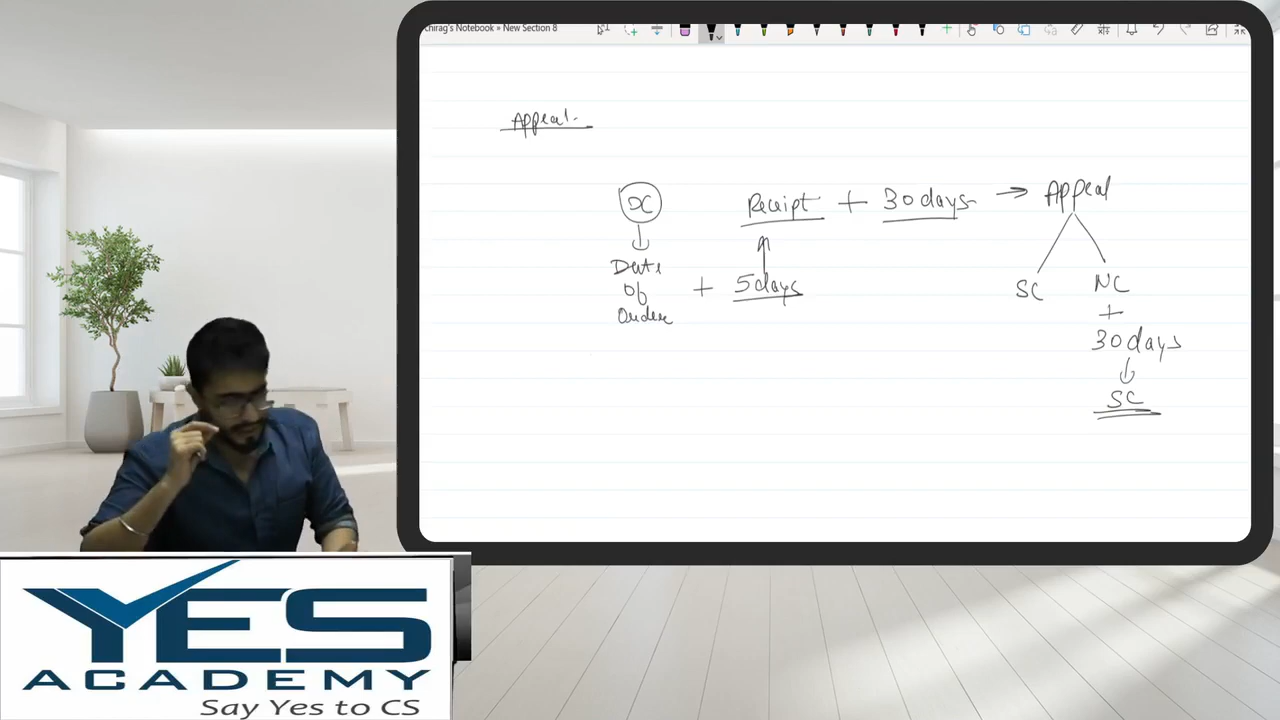 chirag's Notebook » New Section 8
Appeal.
DC
Receipt + 30 days → Appeal
Date
Of
Order
+ 5 days
SC
NC
+
30 days
SC
YES
ACADEMY
Say Yes to CS